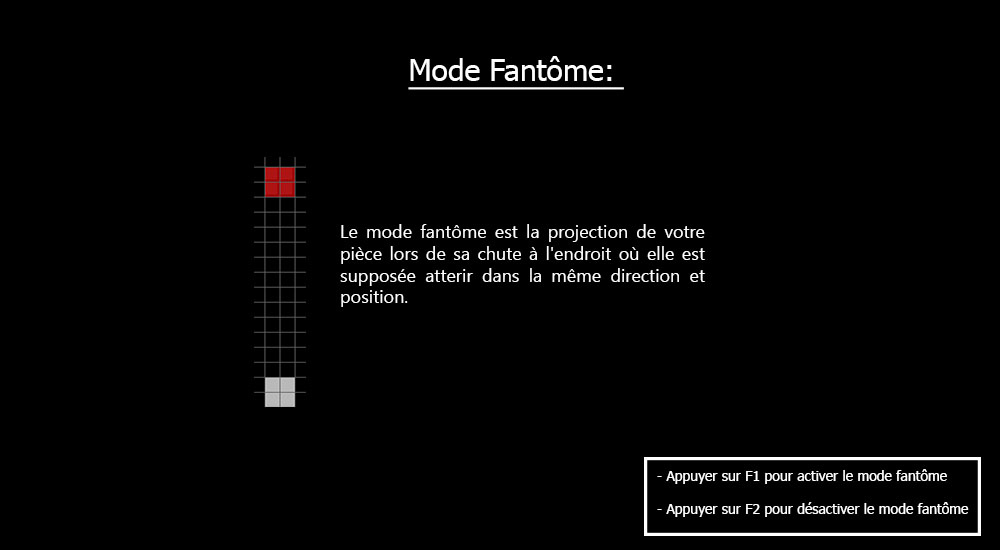 Mode Fantôme:
Le mode fantôme est la projection de votre
pièce lors de sa chute à l'endroit où elle est
supposée atterir dans la même direction et
position.
- Appuyer sur F1 pour activer le mode fantôme
- Appuyer sur F2 pour désactiver le mode fantôme